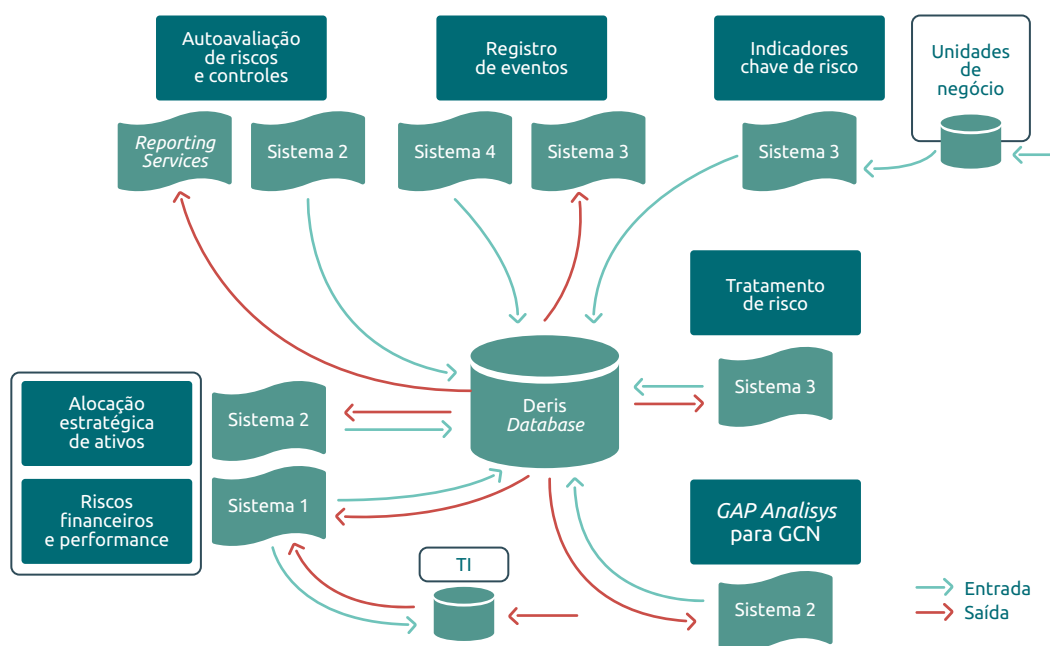 Autoavaliação
de riscos
e controles
Registro
de eventos
Indicadores
chave de risco
Unidades
de
negócio
Reporting
Services
Sistema 2
Sistema 4
Sistema 3
Sistema 3
Tratamento
de risco
Sistema 3
Deris
Database
Alocação
estratégica
de ativos
Sistema 2
Riscos
financeiros
e performance
Sistema 1
GAP Analisys
para GCN
TI
Sistema 2
Entrada
Saída